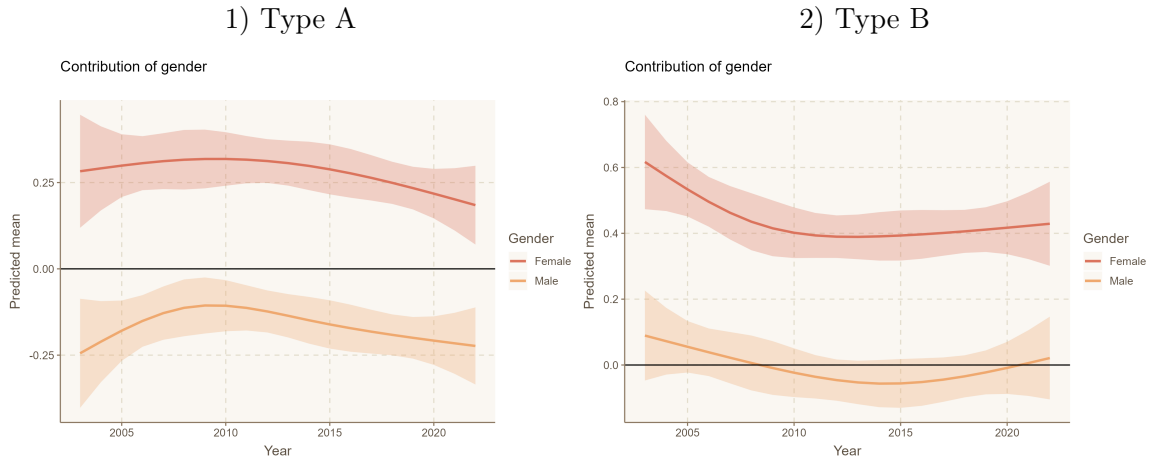 1) Type A
Contribution of gender
Predicted mean
0.25
0.00
-0.25
2005 2010 2015 2020
Year
Gender
Female
Male
2) Type B
Contribution of gender
Predicted mean
0.8
0.6
0.4
0.2
0.0
2005 2010 2015 2020
Year
Gender
Female
Male